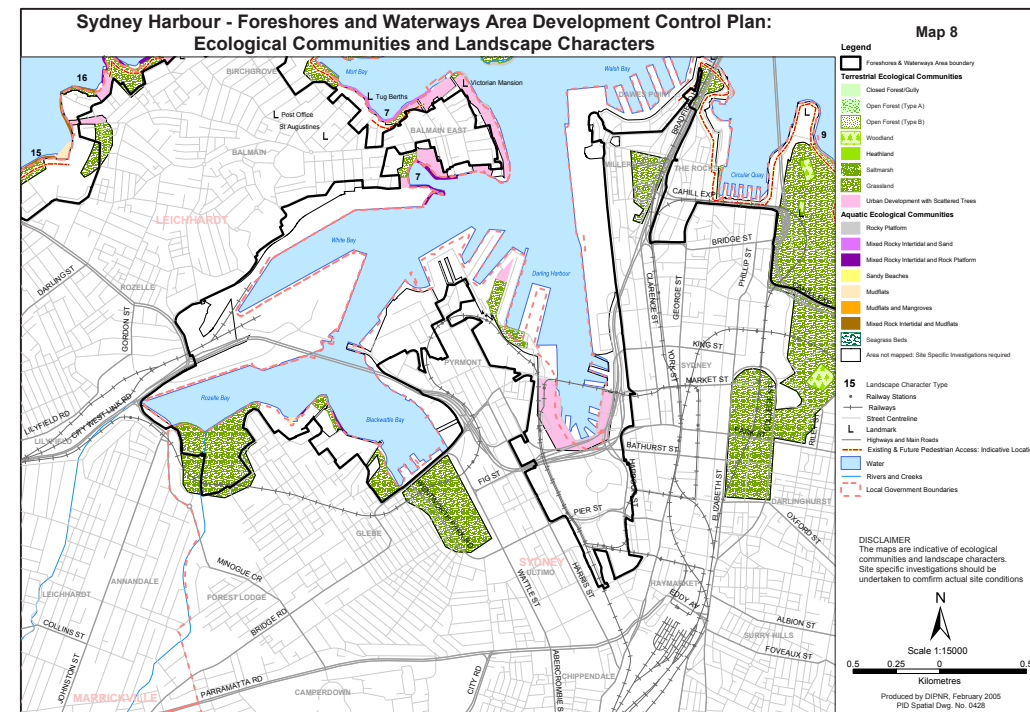 Sydney Harbour - Foreshores and Waterways Area Development Control Plan:
Ecological Communities and Landscape Characters
Map 8
Legend
Foreshores & Waterways Area boundary
Terrestrial Ecological Communities
Closed Forest/Gully
Open Forest (Type A)
Open Forest (Type B)
Woodland
Heathland
Saltmarsh
Grassland
Urban Development with Scattered Trees
Aquatic Ecological Communities
Rocky Platform
Mixed Rocky Intertidal and Sand
Mixed Rocky Intertidal and Rock Platform
Sandy Beaches
Mudflats
Mudflats and Mangroves
Mixed Rock Intertidal and Mudflats
Seagrass Beds
Area not mapped: Site Specific Investigations required
15 Landscape Character Type
Railway Stations
Railways
Street Centreline
L Landmark
Highways and Main Roads
Existing & Future Pedestrian Access: Indicative Locatio
Water
Rivers and Creeks
Local Government Boundaries
DISCLAIMER
The maps are indicative of ecological
communities and landscape characters.
Site specific investigations should be
undertaken to comfirm actual site conditions
N
Scale 1:15000
0.5 0.25 0 0.5
Kilometres
Produced by DIPNR, February 2005
PID Spatial Dwg. No. 0428
16
BIRCHGROVE
Mort Bay
Walsh Bay
L Victorian Mansion
L Tug Berths
DAWES POINT
L Post Office
7
St Augustines
L
BALMAIN EAST
L
9
15
BALMAIN
MILLER
THE ROCKS
7
Circular Quay
CAHILL EXP
LEICHHARDT
L
White Bay
BRIDGE ST
DARLING ST
Darling Harbour
PHILLIP ST
ROZELLE
CLARENCE ST
GEORGE ST
GORDON ST
KING ST
PYRMONT
YORK ST
SYDNEY
MARKET ST
Rozelle Bay
LILYFIELD RD
CITY WEST LINK RD
Blackwattle Bay
LILYFIELD
RILEY
BATHURST ST
FIG ST
ELIZABETH ST
DARLINGHURST
PIER ST
OXFORD ST
GLEBE
MINOGUE CR
SYDNEY
ULTIMO
HARRIS ST
WATTLE ST
HAYMARKET
ANNANDALE
LEICHHARDT
FOREST LODGE
EDDY AV
BRIDGE RD
ALBION ST
COLLINS ST
SURRY HILLS
FOVEAUX ST
JOHNSTON ST
CITY RD
ABERCROMBIE S
CHIPPENDALE
PARRAMATTA RD
CAMPERDOWN
MARRICKVILLE